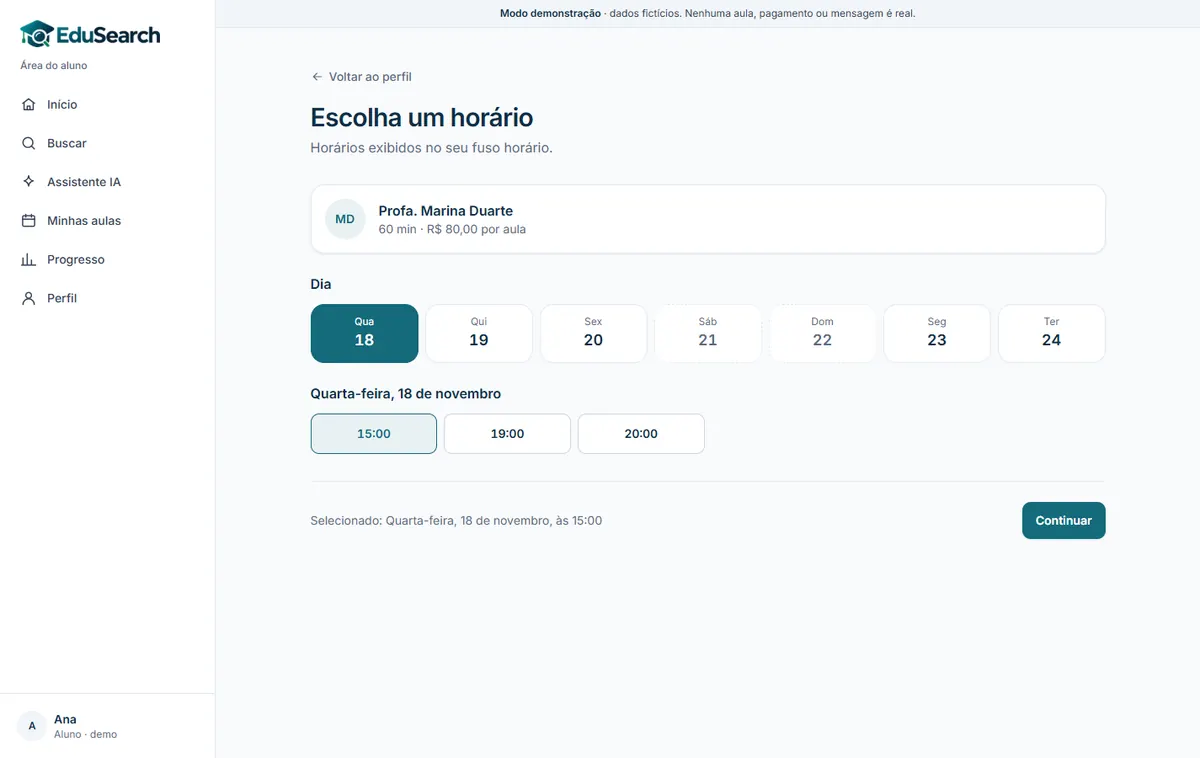 Modo demonstração · dados fictícios. Nenhuma aula, pagamento ou mensagem é real.
EduSearch
Área do aluno
Início
Buscar
Assistente IA
Minhas aulas
Progresso
Perfil
A
Ana
Aluno · demo
← Voltar ao perfil
Escolha um horário
Horários exibidos no seu fuso horário.
MD
Profa. Marina Duarte
60 min · R$ 80,00 por aula
Dia
Qua
18
Qui
19
Sex
20
Sáb
21
Dom
22
Seg
23
Ter
24
Quarta-feira, 18 de novembro
15:00
19:00
20:00
Selecionado: Quarta-feira, 18 de novembro, às 15:00
Continuar